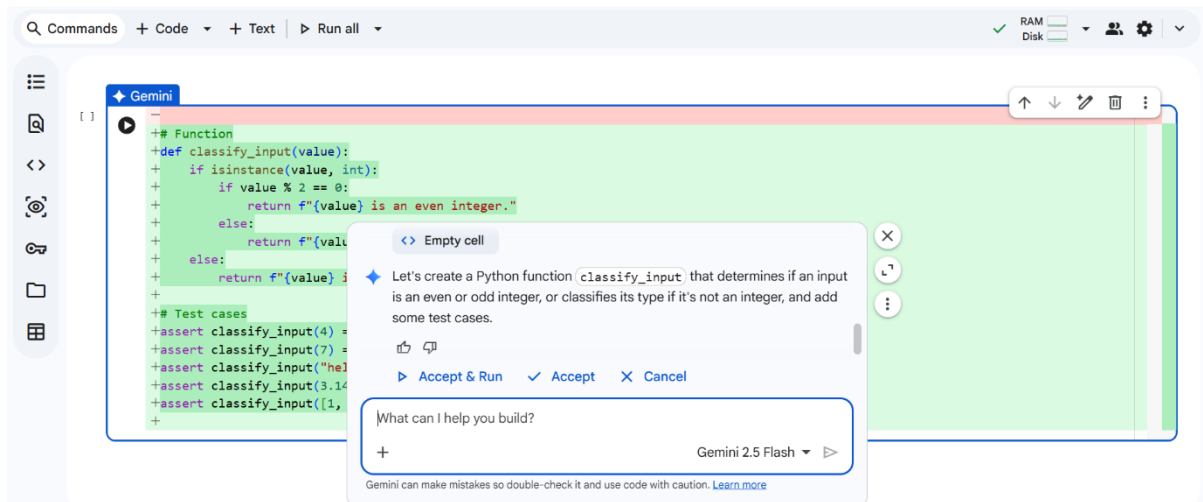 Commands + Code + Text Run all
RAM
Disk
Gemini
[ ]
−
+# Function
+def classify_input(value):
+    if isinstance(value, int):
+        if value % 2 == 0:
+            return f"{value} is an even integer."
+        else:
+            return f"{valu
+    else:
+        return f"{value} i
+
+# Test cases
+assert classify_input(4) =
+assert classify_input(7) =
+assert classify_input("hel
+assert classify_input(3.14
+assert classify_input([1,
+
<> Empty cell
Let's create a Python function classify_input that determines if an input
is an even or odd integer, or classifies its type if it's not an integer, and add
some test cases.
Accept & Run Accept Cancel
What can I help you build?
+ Gemini 2.5 Flash
Gemini can make mistakes so double-check it and use code with caution. Learn more